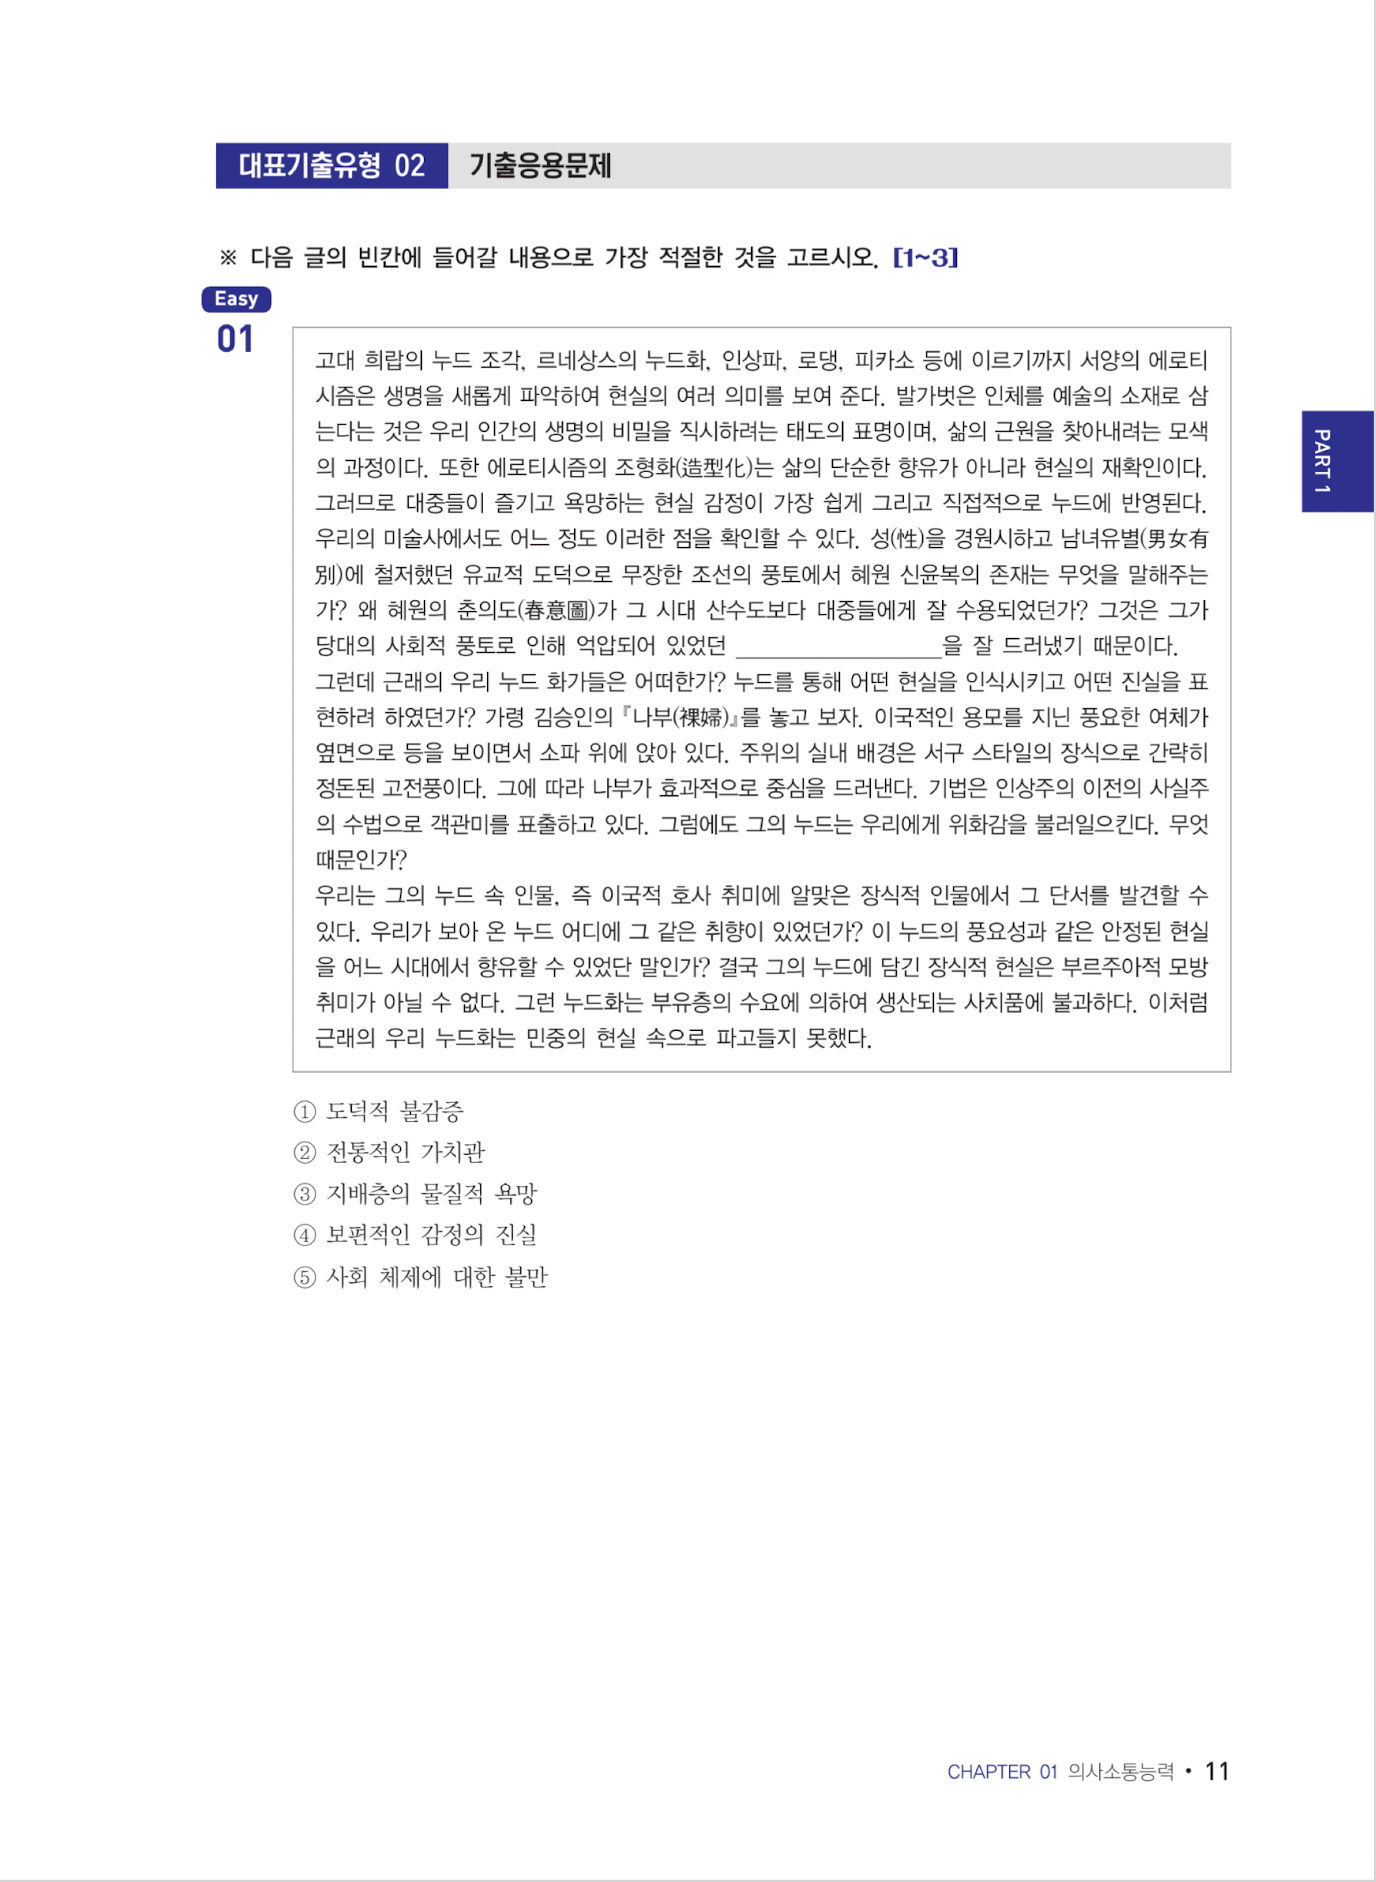 대표기출유형 02 기출응용문제
※ 다음 글의 빈칸에 들어갈 내용으로 가장 적절한 것을 고르시오. [1~3]
Easy
01
고대 희랍의 누드 조각, 르네상스의 누드화, 인상파, 로댕, 피카소 등에 이르기까지 서양의 에로티
시즘은 생명을 새롭게 파악하여 현실의 여러 의미를 보여 준다. 발가벗은 인체를 예술의 소재로 삼
는다는 것은 우리 인간의 생명의 비밀을 직시하려는 태도의 표명이며, 삶의 근원을 찾아내려는 모색
의 과정이다. 또한 에로티시즘의 조형화(造型化)는 삶의 단순한 향유가 아니라 현실의 재확인이다.
그러므로 대중들이 즐기고 욕망하는 현실 감정이 가장 쉽게 그리고 직접적으로 누드에 반영된다.
우리의 미술사에서도 어느 정도 이러한 점을 확인할 수 있다. 성(性)을 경원시하고 남녀유별(男女有
別)에 철저했던 유교적 도덕으로 무장한 조선의 풍토에서 혜원 신윤복의 존재는 무엇을 말해주는
가? 왜 혜원의 춘의도(春意圖)가 그 시대 산수도보다 대중들에게 잘 수용되었던가? 그것은 그가
당대의 사회적 풍토로 인해 억압되어 있었던 ____________________을 잘 드러냈기 때문이다.
그런데 근래의 우리 누드 화가들은 어떠한가? 누드를 통해 어떤 현실을 인식시키고 어떤 진실을 표
현하려 하였던가? 가령 김승인의 『나부(裸婦)』를 놓고 보자. 이국적인 용모를 지닌 풍요한 여체가
옆면으로 등을 보이면서 소파 위에 앉아 있다. 주위의 실내 배경은 서구 스타일의 장식으로 간략히
정돈된 고전풍이다. 그에 따라 나부가 효과적으로 중심을 드러낸다. 기법은 인상주의 이전의 사실주
의 수법으로 객관미를 표출하고 있다. 그럼에도 그의 누드는 우리에게 위화감을 불러일으킨다. 무엇
때문인가?
우리는 그의 누드 속 인물, 즉 이국적 호사 취미에 알맞은 장식적 인물에서 그 단서를 발견할 수
있다. 우리가 보아 온 누드 어디에 그 같은 취향이 있었던가? 이 누드의 풍요성과 같은 안정된 현실
을 어느 시대에서 향유할 수 있었단 말인가? 결국 그의 누드에 담긴 장식적 현실은 부르주아적 모방
취미가 아닐 수 없다. 그런 누드화는 부유층의 수요에 의하여 생산되는 사치품에 불과하다. 이처럼
근래의 우리 누드화는 민중의 현실 속으로 파고들지 못했다.
① 도덕적 불감증
② 전통적인 가치관
③ 지배층의 물질적 욕망
④ 보편적인 감정의 진실
⑤ 사회 체제에 대한 불만
PART 1
CHAPTER 01 의사소통능력 • 11